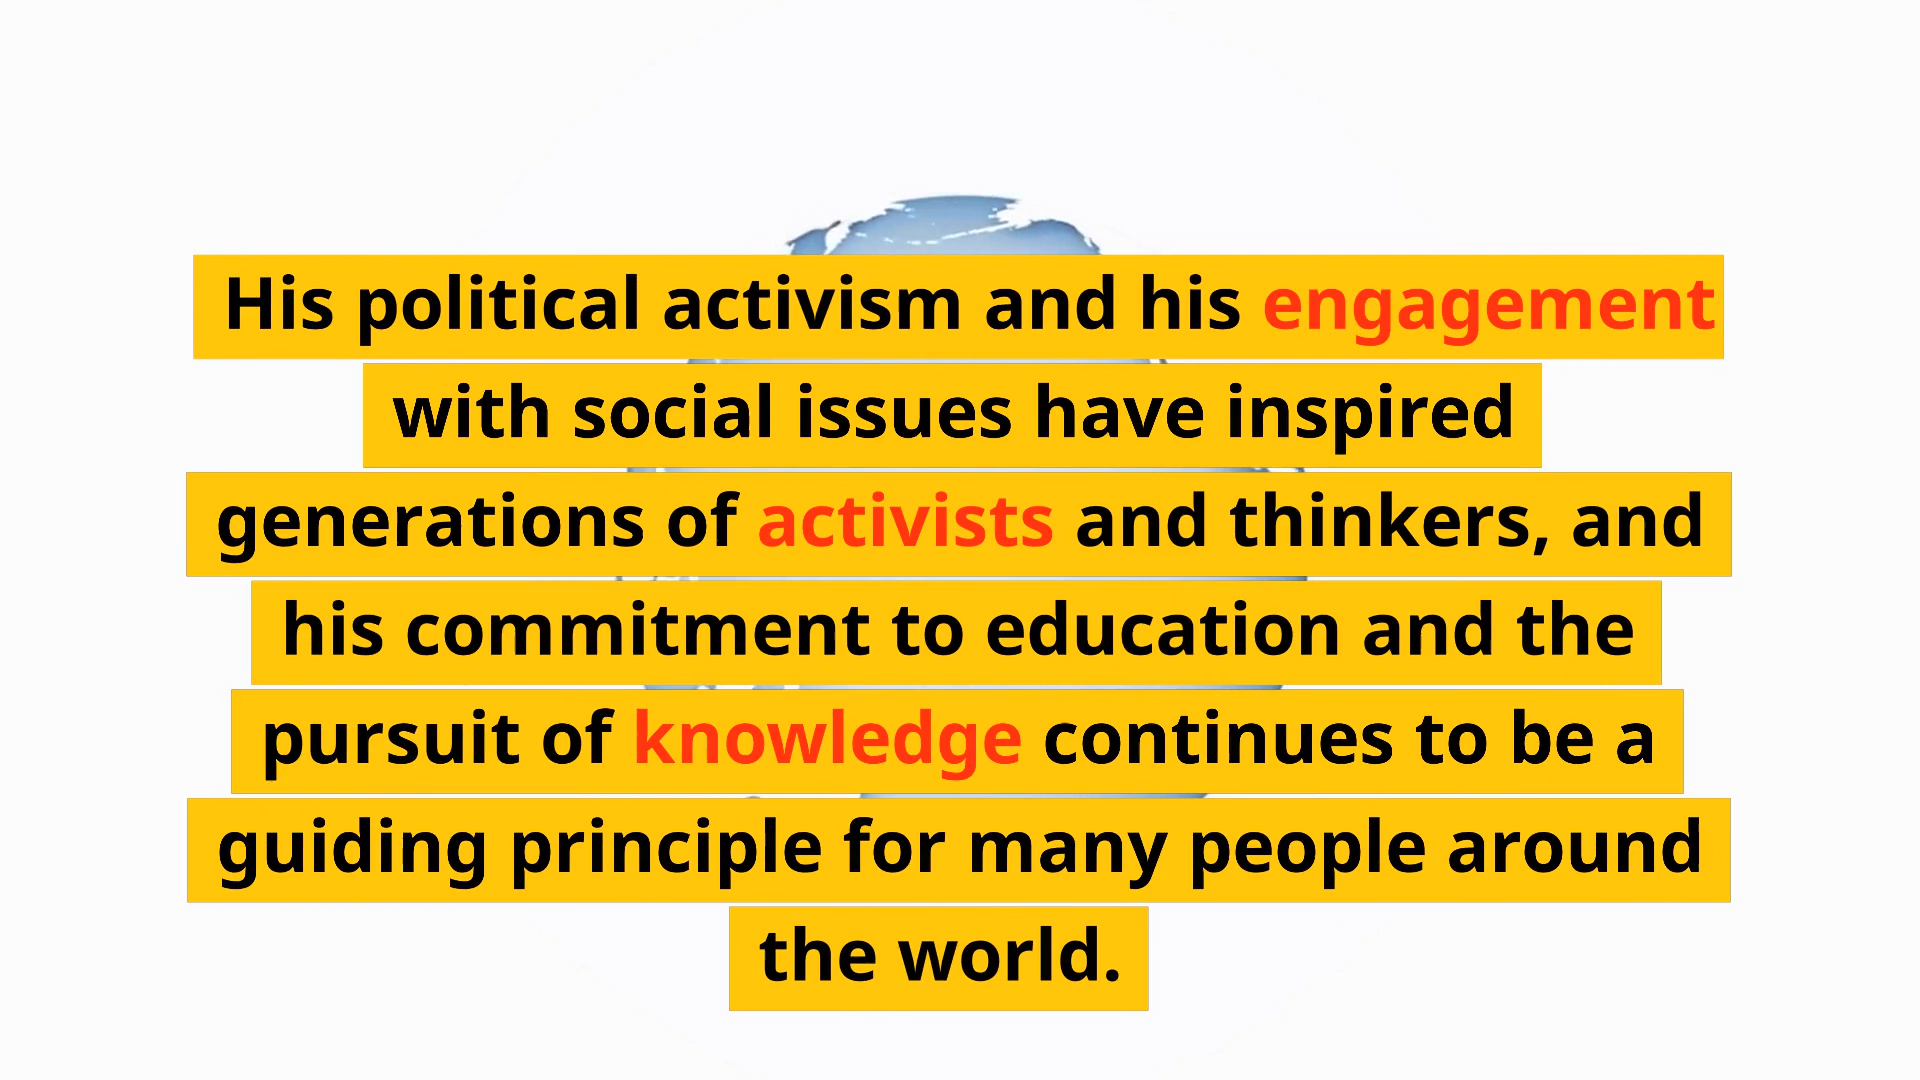 His political activism and his engagement
with social issues have inspired
generations of activists and thinkers, and
his commitment to education and the
pursuit of knowledge continues to be a
guiding principle for many people around
the world.